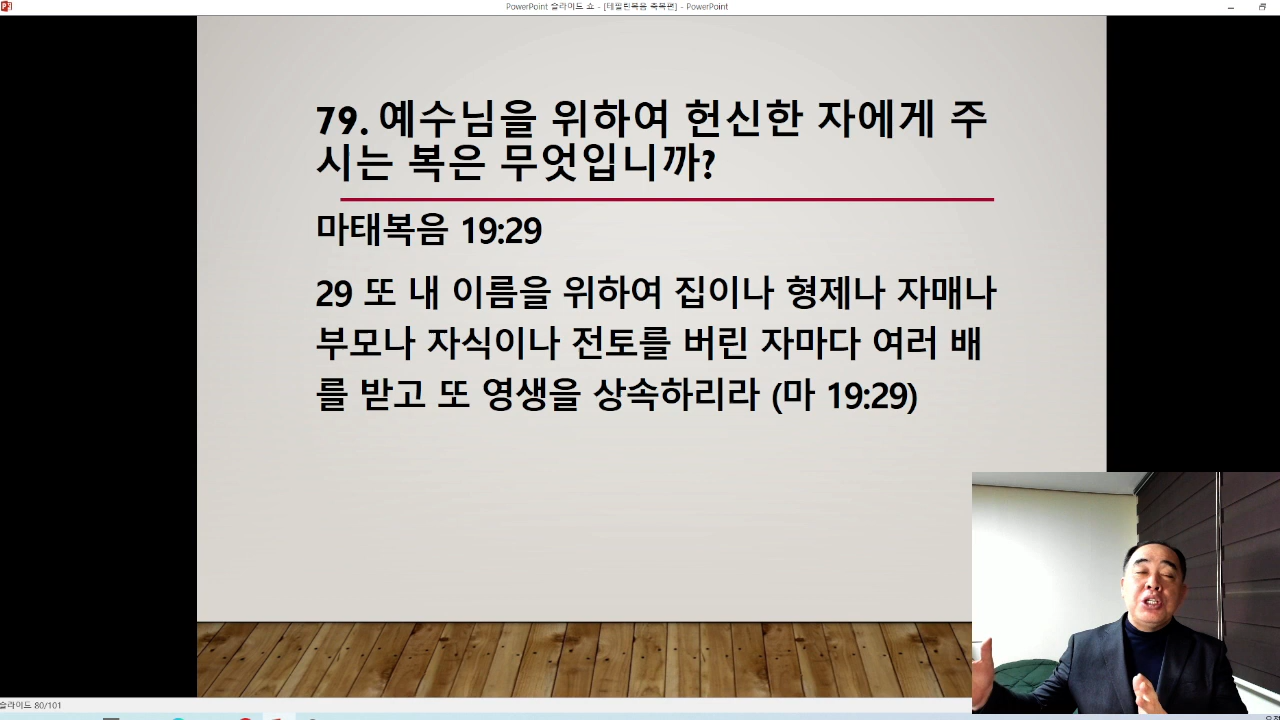 PowerPoint 슬라이드 쇼 - [테필린복음 축복편] - PowerPoint
79. 예수님을 위하여 헌신한 자에게 주
시는 복은 무엇입니까?
마태복음 19:29
29 또 내 이름을 위하여 집이나 형제나 자매나
부모나 자식이나 전토를 버린 자마다 여러 배
를 받고 또 영생을 상속하리라 (마 19:29)
슬라이드 80/101